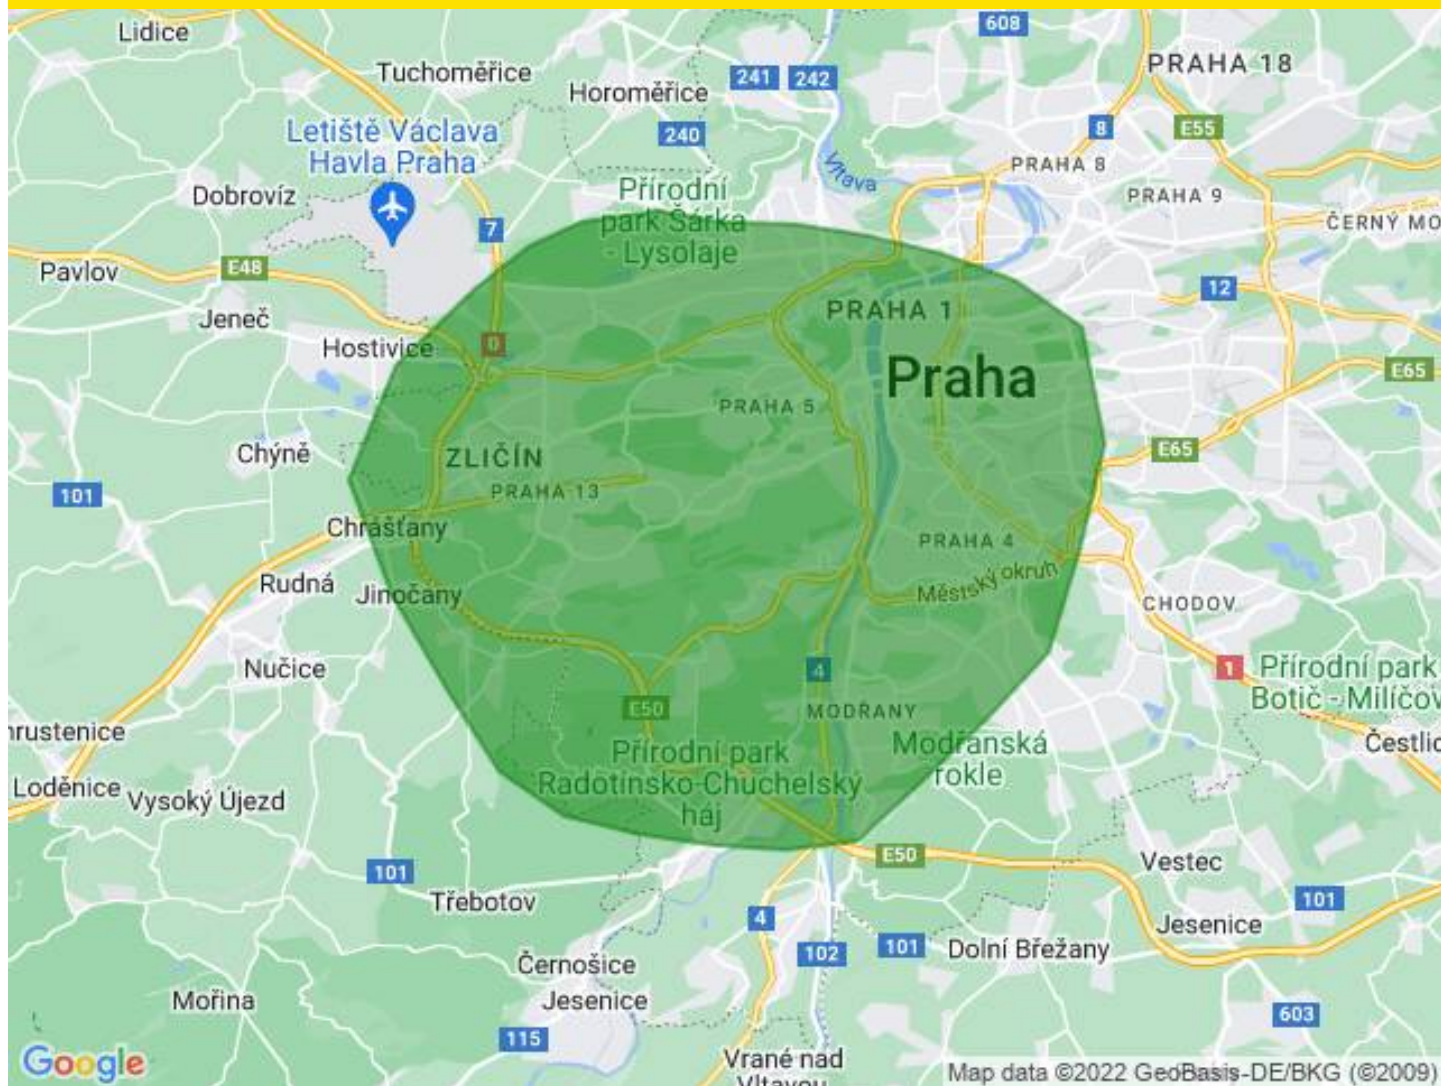 Lidice
608
Tuchoměřice
241
242
PRAHA 18
Horoměřice
Letiště Václava
Havla Praha
240
8
E55
Vltava
PRAHA 8
Dobrovíz
Přírodní
park Šárka
- Lysolaje
PRAHA 9
7
ČERNÝ MO
Pavlov
E48
12
Jeneč
PRAHA 1
Hostivice
0
Praha
E65
PRAHA 5
Chýně
ZLIČÍN
E65
101
PRAHA 13
Chrášťany
PRAHA 4
Rudná
Jinočany
Městský okruh
CHODOV
Nučice
4
1
Přírodní park
Botič - Milíčov
E50
MODŘANY
hrustenice
Přírodní park
Radotínsko-Chuchelský
háj
Modřanská
rokle
Čestlic
Loděnice
Vysoký Újezd
E50
Vestec
101
Třebotov
101
4
Jesenice
102
101
Dolní Břežany
Černošice
Mořina
Jesenice
603
115
Google
Vrané nad
Vltavou
Map data ©2022 GeoBasis-DE/BKG (©2009)